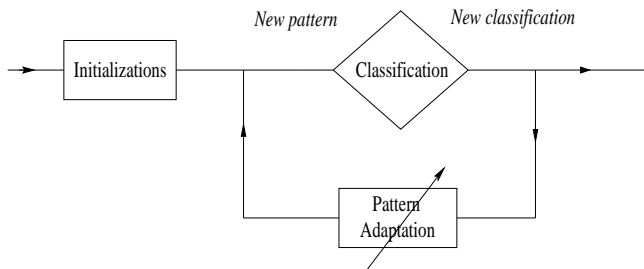 New pattern
New classification
Initializations
Classification
Pattern
Adaptation